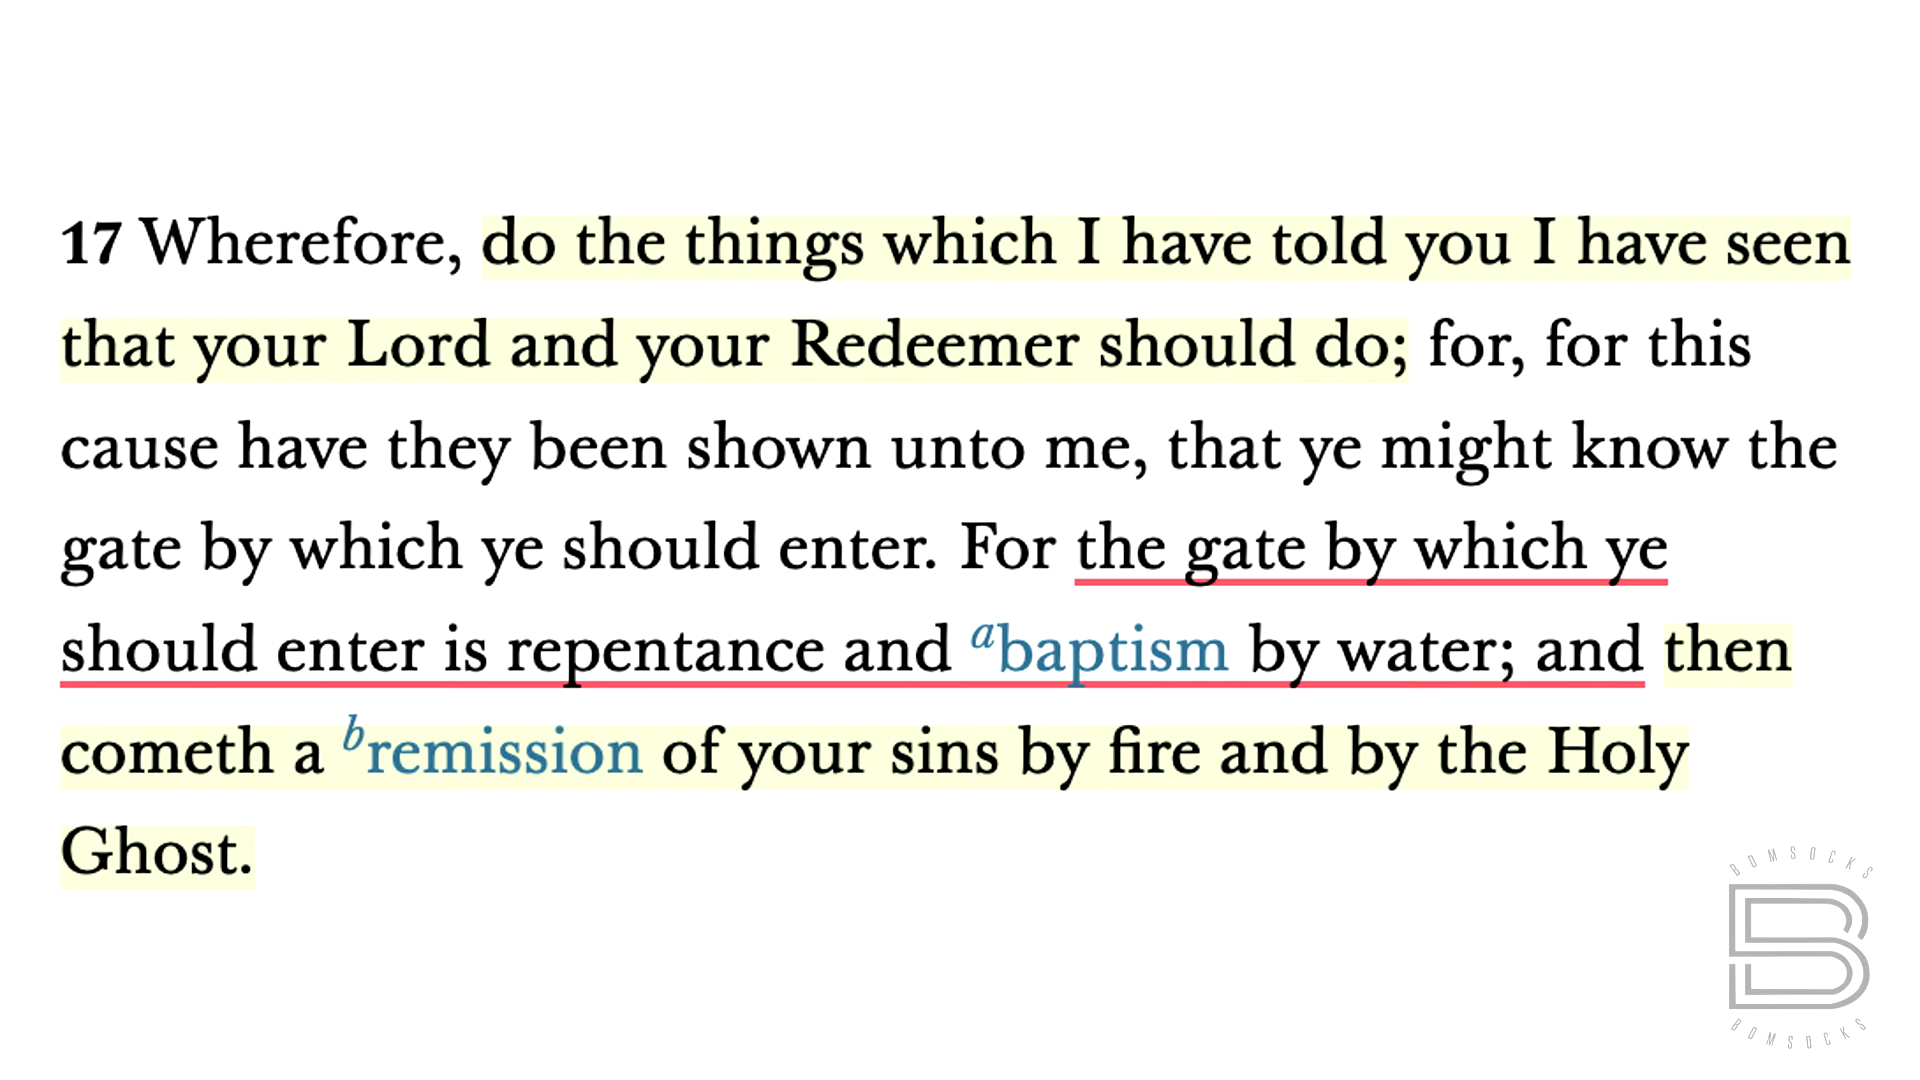 17 Wherefore, do the things which I have told you I have seen
that your Lord and your Redeemer should do; for, for this
cause have they been shown unto me, that ye might know the
gate by which ye should enter. For the gate by which ye
should enter is repentance and a baptism by water; and then
cometh a b remission of your sins by fire and by the Holy
Ghost.
BOMSOCKS
B
BOMSOCKS